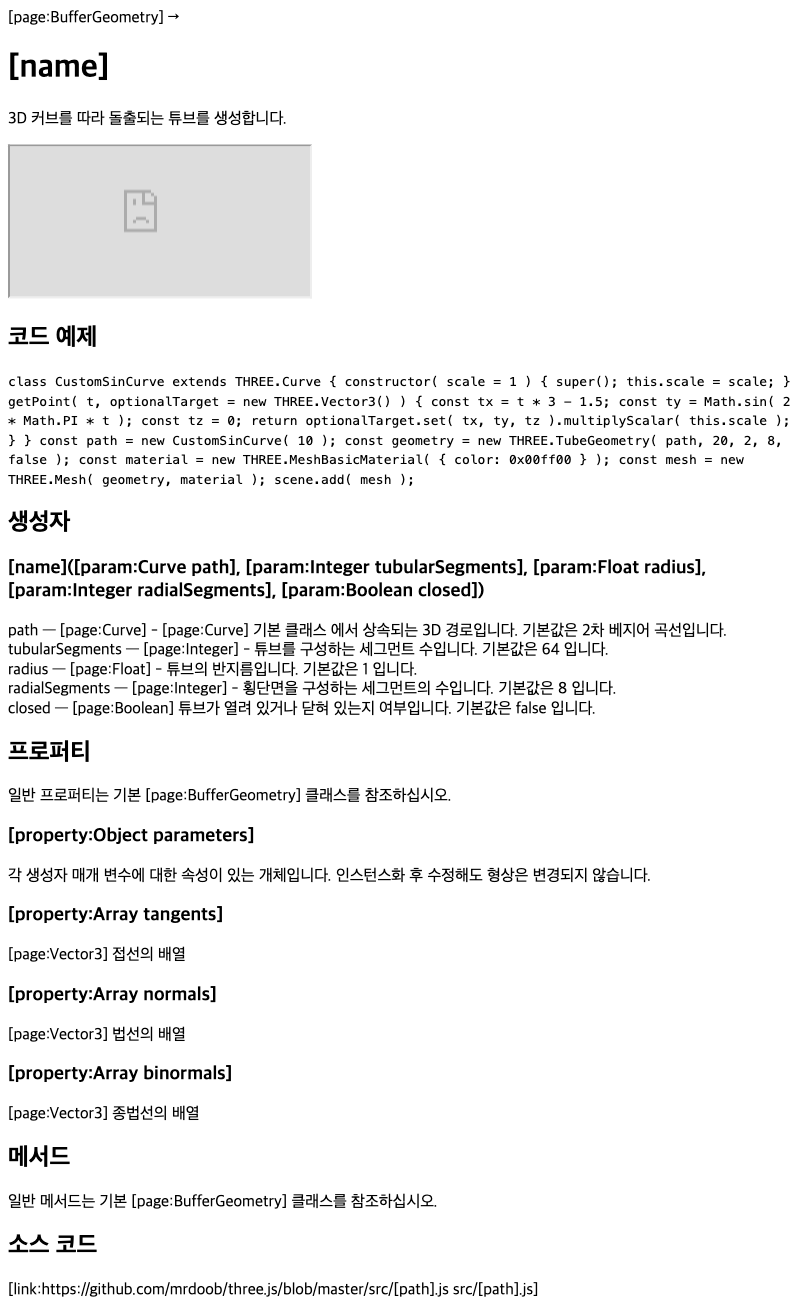 [page:BufferGeometry] →
[name]
3D 커브를 따라 돌출되는 튜브를 생성합니다.
코드 예제
class CustomSinCurve extends THREE.Curve { constructor( scale = 1 ) { super(); this.scale = scale; }
getPoint( t, optionalTarget = new THREE.Vector3() ) { const tx = t * 3 - 1.5; const ty = Math.sin( 2
* Math.PI * t ); const tz = 0; return optionalTarget.set( tx, ty, tz ).multiplyScalar( this.scale );
} } const path = new CustomSinCurve( 10 ); const geometry = new THREE.TubeGeometry( path, 20, 2, 8,
false ); const material = new THREE.MeshBasicMaterial( { color: 0x00ff00 } ); const mesh = new
THREE.Mesh( geometry, material ); scene.add( mesh );
생성자
[name]([param:Curve path], [param:Integer tubularSegments], [param:Float radius],
[param:Integer radialSegments], [param:Boolean closed])
path — [page:Curve] - [page:Curve] 기본 클래스 에서 상속되는 3D 경로입니다. 기본값은 2차 베지어 곡선입니다.
tubularSegments — [page:Integer] - 튜브를 구성하는 세그먼트 수입니다. 기본값은 64 입니다.
radius — [page:Float] - 튜브의 반지름입니다. 기본값은 1 입니다.
radialSegments — [page:Integer] - 횡단면을 구성하는 세그먼트의 수입니다. 기본값은 8 입니다.
closed — [page:Boolean] 튜브가 열려 있거나 닫혀 있는지 여부입니다. 기본값은 false 입니다.
프로퍼티
일반 프로퍼티는 기본 [page:BufferGeometry] 클래스를 참조하십시오.
[property:Object parameters]
각 생성자 매개 변수에 대한 속성이 있는 개체입니다. 인스턴스화 후 수정해도 형상은 변경되지 않습니다.
[property:Array tangents]
[page:Vector3] 접선의 배열
[property:Array normals]
[page:Vector3] 법선의 배열
[property:Array binormals]
[page:Vector3] 종법선의 배열
메서드
일반 메서드는 기본 [page:BufferGeometry] 클래스를 참조하십시오.
소스 코드
[link:https://github.com/mrdoob/three.js/blob/master/src/[path].js src/[path].js]